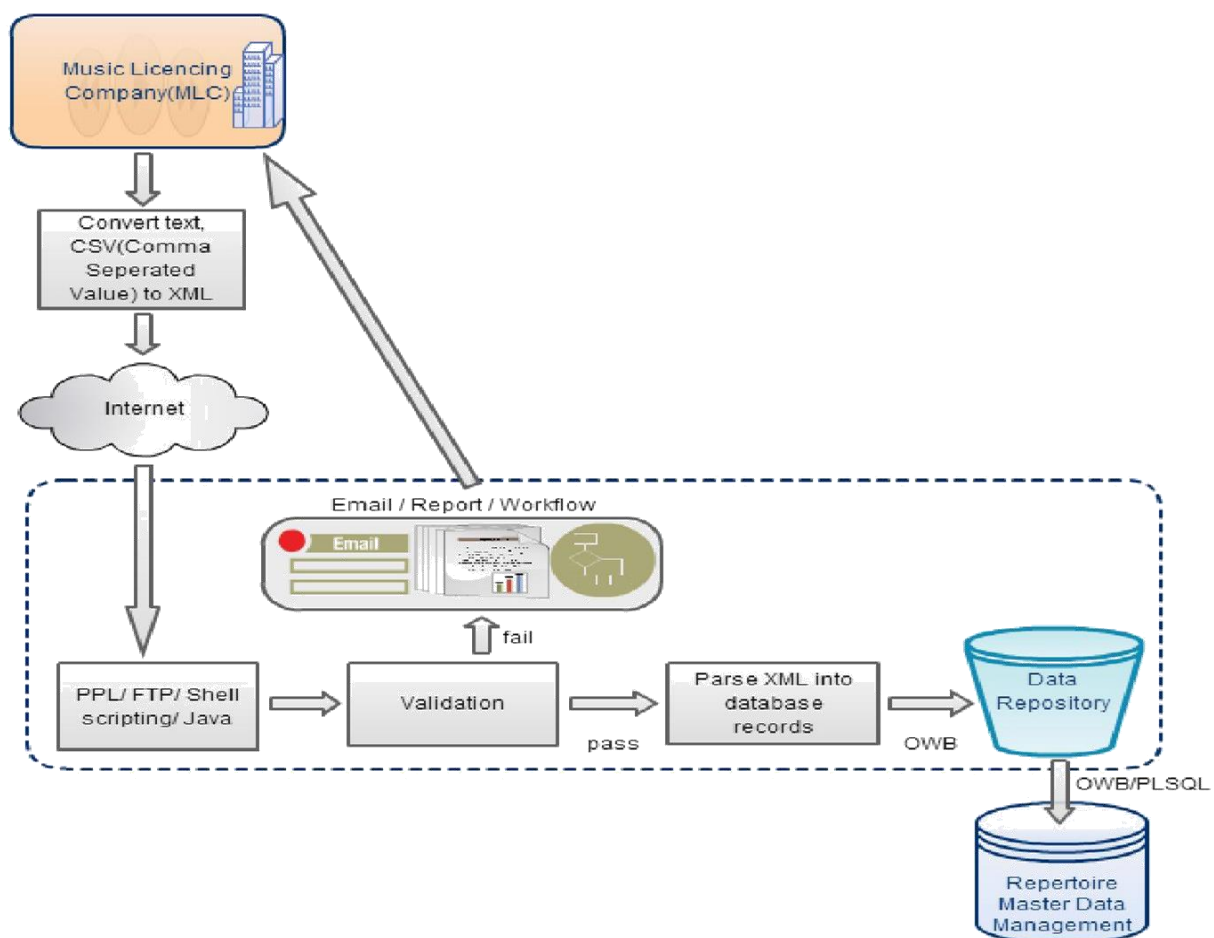 Music Licencing
Company(MLC)
Convert text,
CSV(Comma
Seperated
Value) to XML
Internet
Email / Report / Workflow
Email
fail
PPL/ FTP/ Shell
scripting/ Java
Validation
pass
Parse XML into
database
records
OWB
Data
Repository
OWB/PLSQL
Repertoire
Master Data
Management